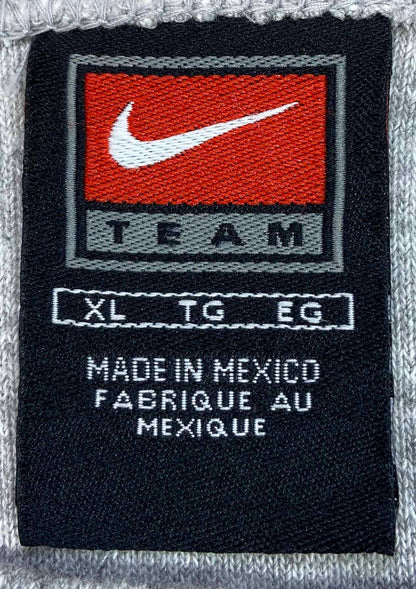 TEAM
XL TG EG
MADE IN MEXICO
FABRIQUE AU
MEXIQUE